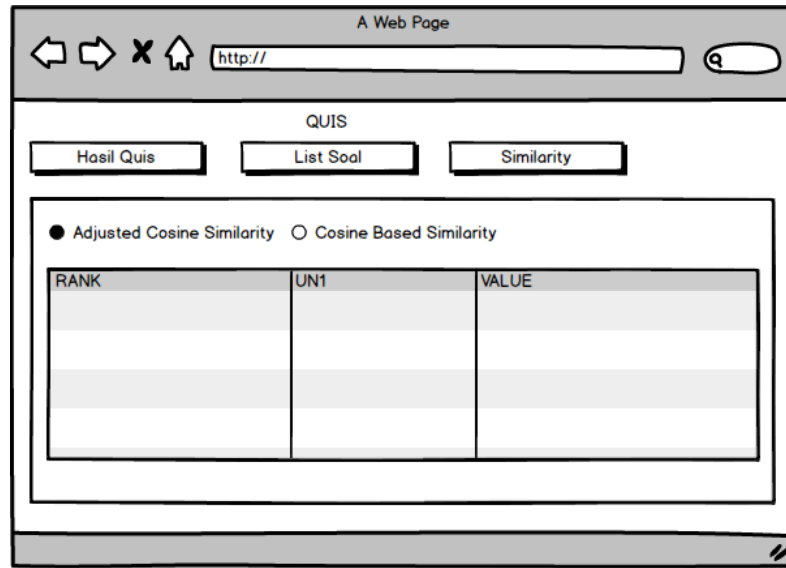 A Web Page
http://
QUIS
Hasil Quis List Soal Similarity
Adjusted Cosine Similarity Cosine Based Similarity
RANK UN1 VALUE